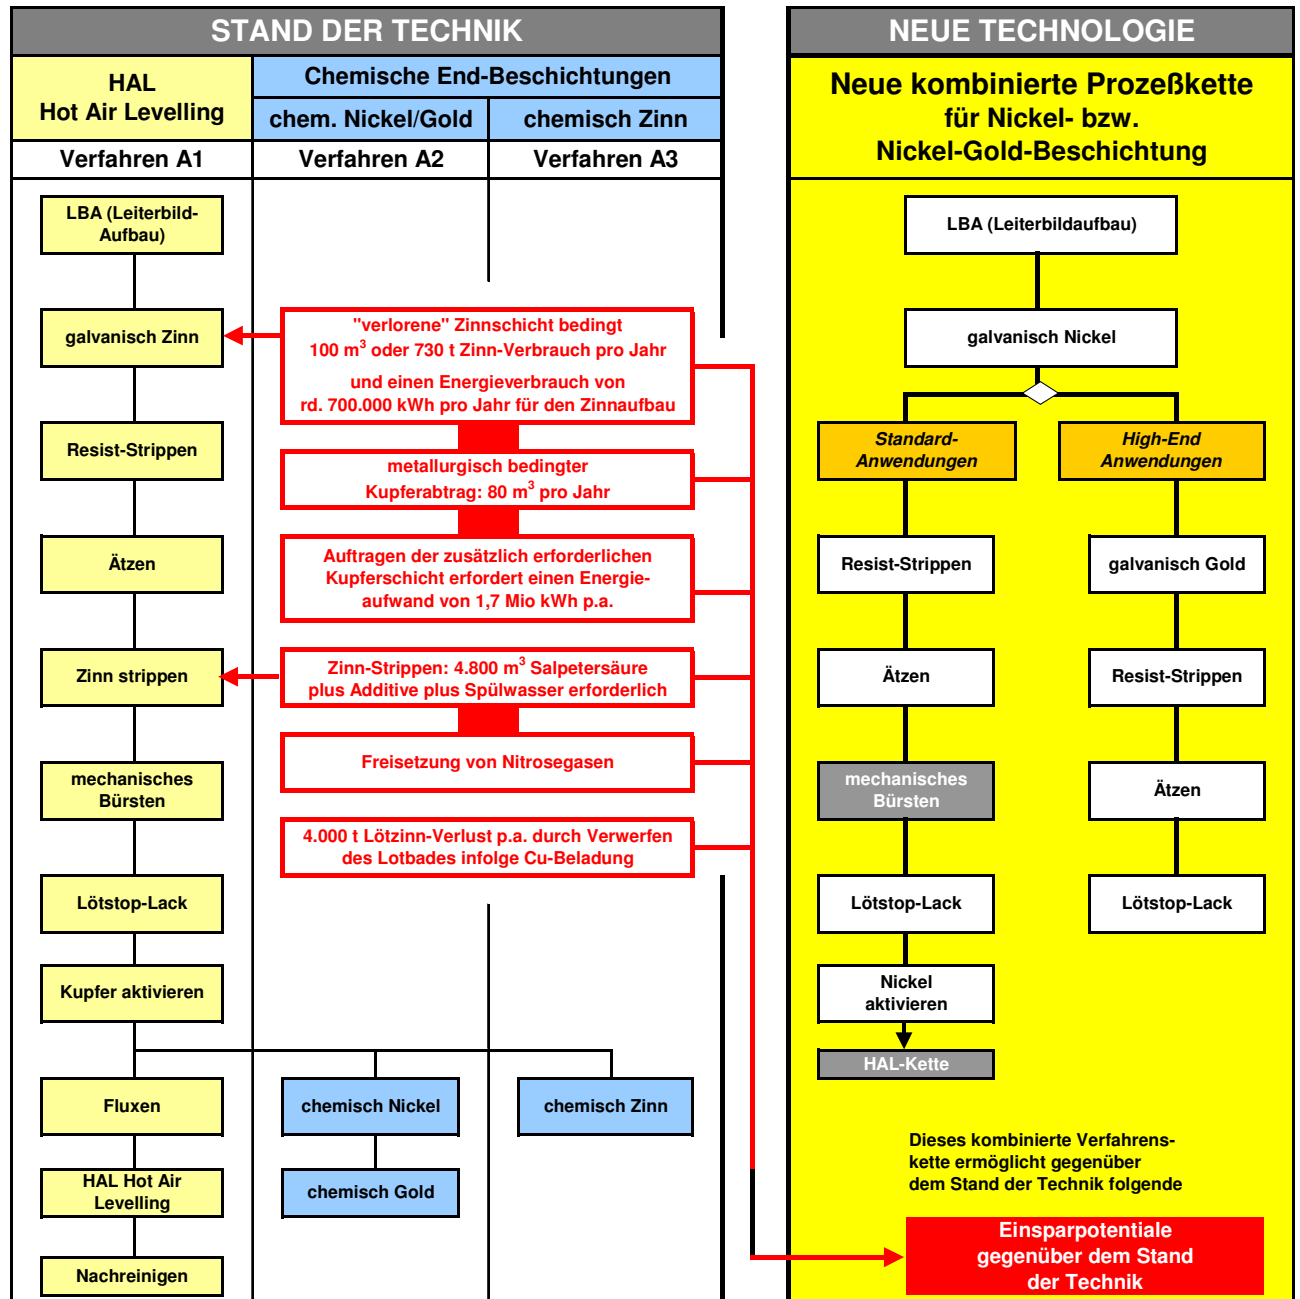 STAND DER TECHNIK
HAL
Hot Air Levelling
Chemische End-Beschichtungen
chem. Nickel/Gold
chemisch Zinn
Verfahren A1
Verfahren A2
Verfahren A3
LBA (Leiterbild-
Aufbau)
galvanisch Zinn
Resist-Strippen
Ätzen
Zinn strippen
mechanisches
Bürsten
Lötstop-Lack
Kupfer aktivieren
Fluxen
HAL Hot Air
Levelling
Nachreinigen
"verlorene" Zinnschicht bedingt
100 m³ oder 730 t Zinn-Verbrauch pro Jahr
und einen Energieverbrauch von
rd. 700.000 kWh pro Jahr für den Zinnaufbau
metallurgisch bedingter
Kupferabtrag: 80 m³ pro Jahr
Auftragen der zusätzlich erforderlichen
Kupferschicht erfordert einen Energie-
aufwand von 1,7 Mio kWh p.a.
Zinn-Strippen: 4.800 m³ Salpetersäure
plus Additive plus Spülwasser erforderlich
Freisetzung von Nitrosegasen
4.000 t Lötzinn-Verlust p.a. durch Verwerfen
des Lotbades infolge Cu-Beladung
chemisch Nickel
chemisch Gold
chemisch Zinn
NEUE TECHNOLOGIE
Neue kombinierte Prozeßkette
für Nickel- bzw.
Nickel-Gold-Beschichtung
LBA (Leiterbildaufbau)
galvanisch Nickel
Standard-
Anwendungen
Resist-Strippen
Ätzen
mechanisches
Bürsten
Lötstop-Lack
Nickel
aktivieren
HAL-Kette
High-End
Anwendungen
galvanisch Gold
Resist-Strippen
Ätzen
Lötstop-Lack
Dieses kombinierte Verfahrens-
kette ermöglicht gegenüber
dem Stand der Technik folgende
Einsparpotentiale
gegenüber dem Stand
der Technik